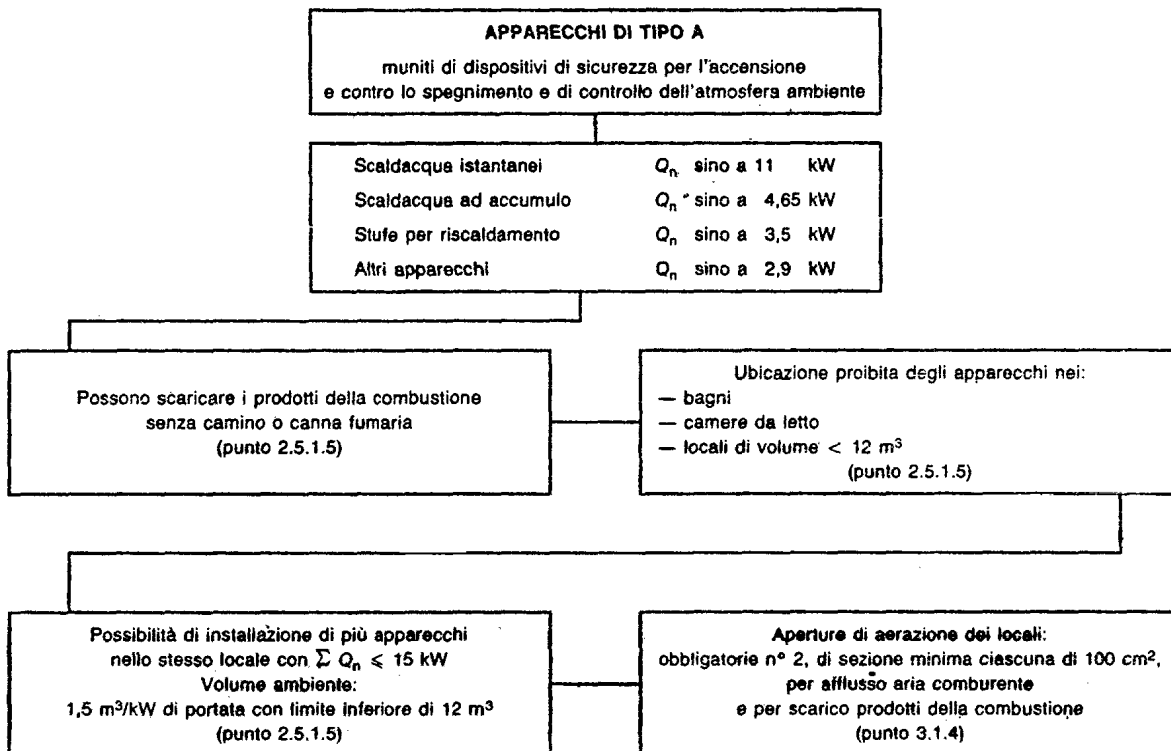 APPARECCHI DI TIPO A
muniti di dispositivi di sicurezza per l'accensione
e contro lo spegnimento e di controllo dell'atmosfera ambiente
Scaldacqua istantanei Qn sino a 11 kW
Scaldacqua ad accumulo Qn sino a 4,65 kW
Stufe per riscaldamento Qn sino a 3,5 kW
Altri apparecchi Qn sino a 2,9 kW
Possono scaricare i prodotti della combustione
senza camino o canna fumaria
(punto 2.5.1.5)
Ubicazione proibita degli apparecchi nei:
— bagni
— camere da letto
— locali di volume < 12 m³
(punto 2.5.1.5)
Possibilità di installazione di più apparecchi
nello stesso locale con Σ Qn ⩽ 15 kW
Volume ambiente:
1,5 m³/kW di portata con limite inferiore di 12 m³
(punto 2.5.1.5)
Aperture di aerazione dei locali:
obbligatorie n° 2, di sezione minima ciascuna di 100 cm²,
per afflusso aria comburente
e per scarico prodotti della combustione
(punto 3.1.4)